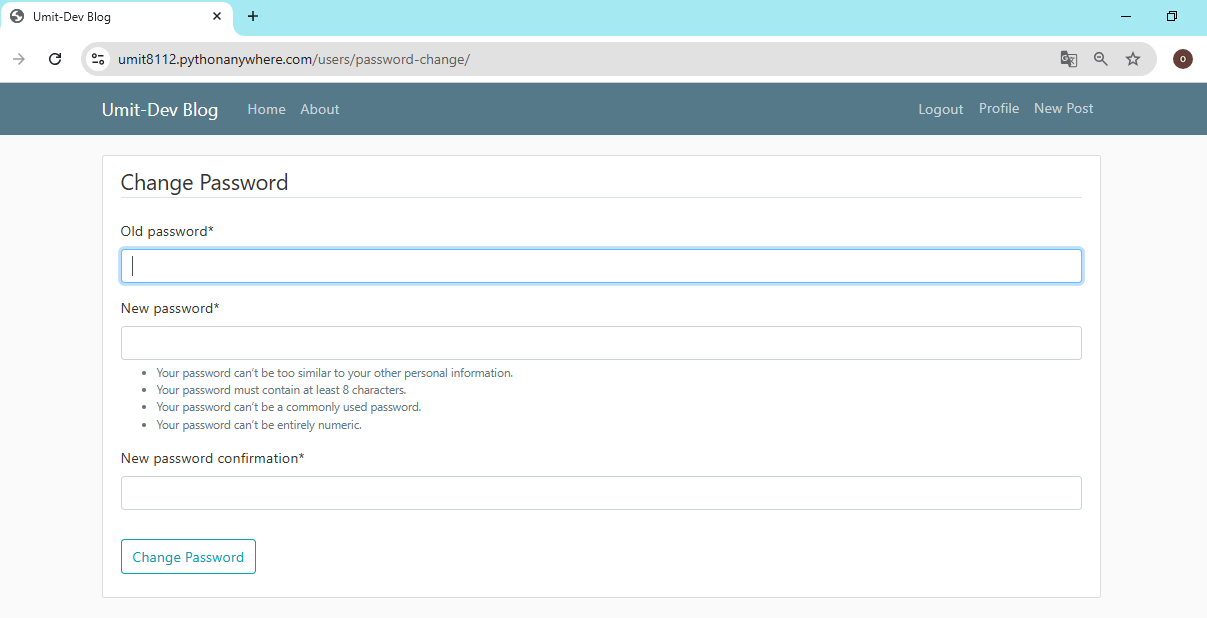 Umit-Dev Blog
umit8112.pythonanywhere.com/users/password-change/
O
Umit-Dev Blog Home About Logout Profile New Post
Change Password
Old password*
New password*
Your password can’t be too similar to your other personal information.
Your password must contain at least 8 characters.
Your password can’t be a commonly used password.
Your password can’t be entirely numeric.
New password confirmation*
Change Password